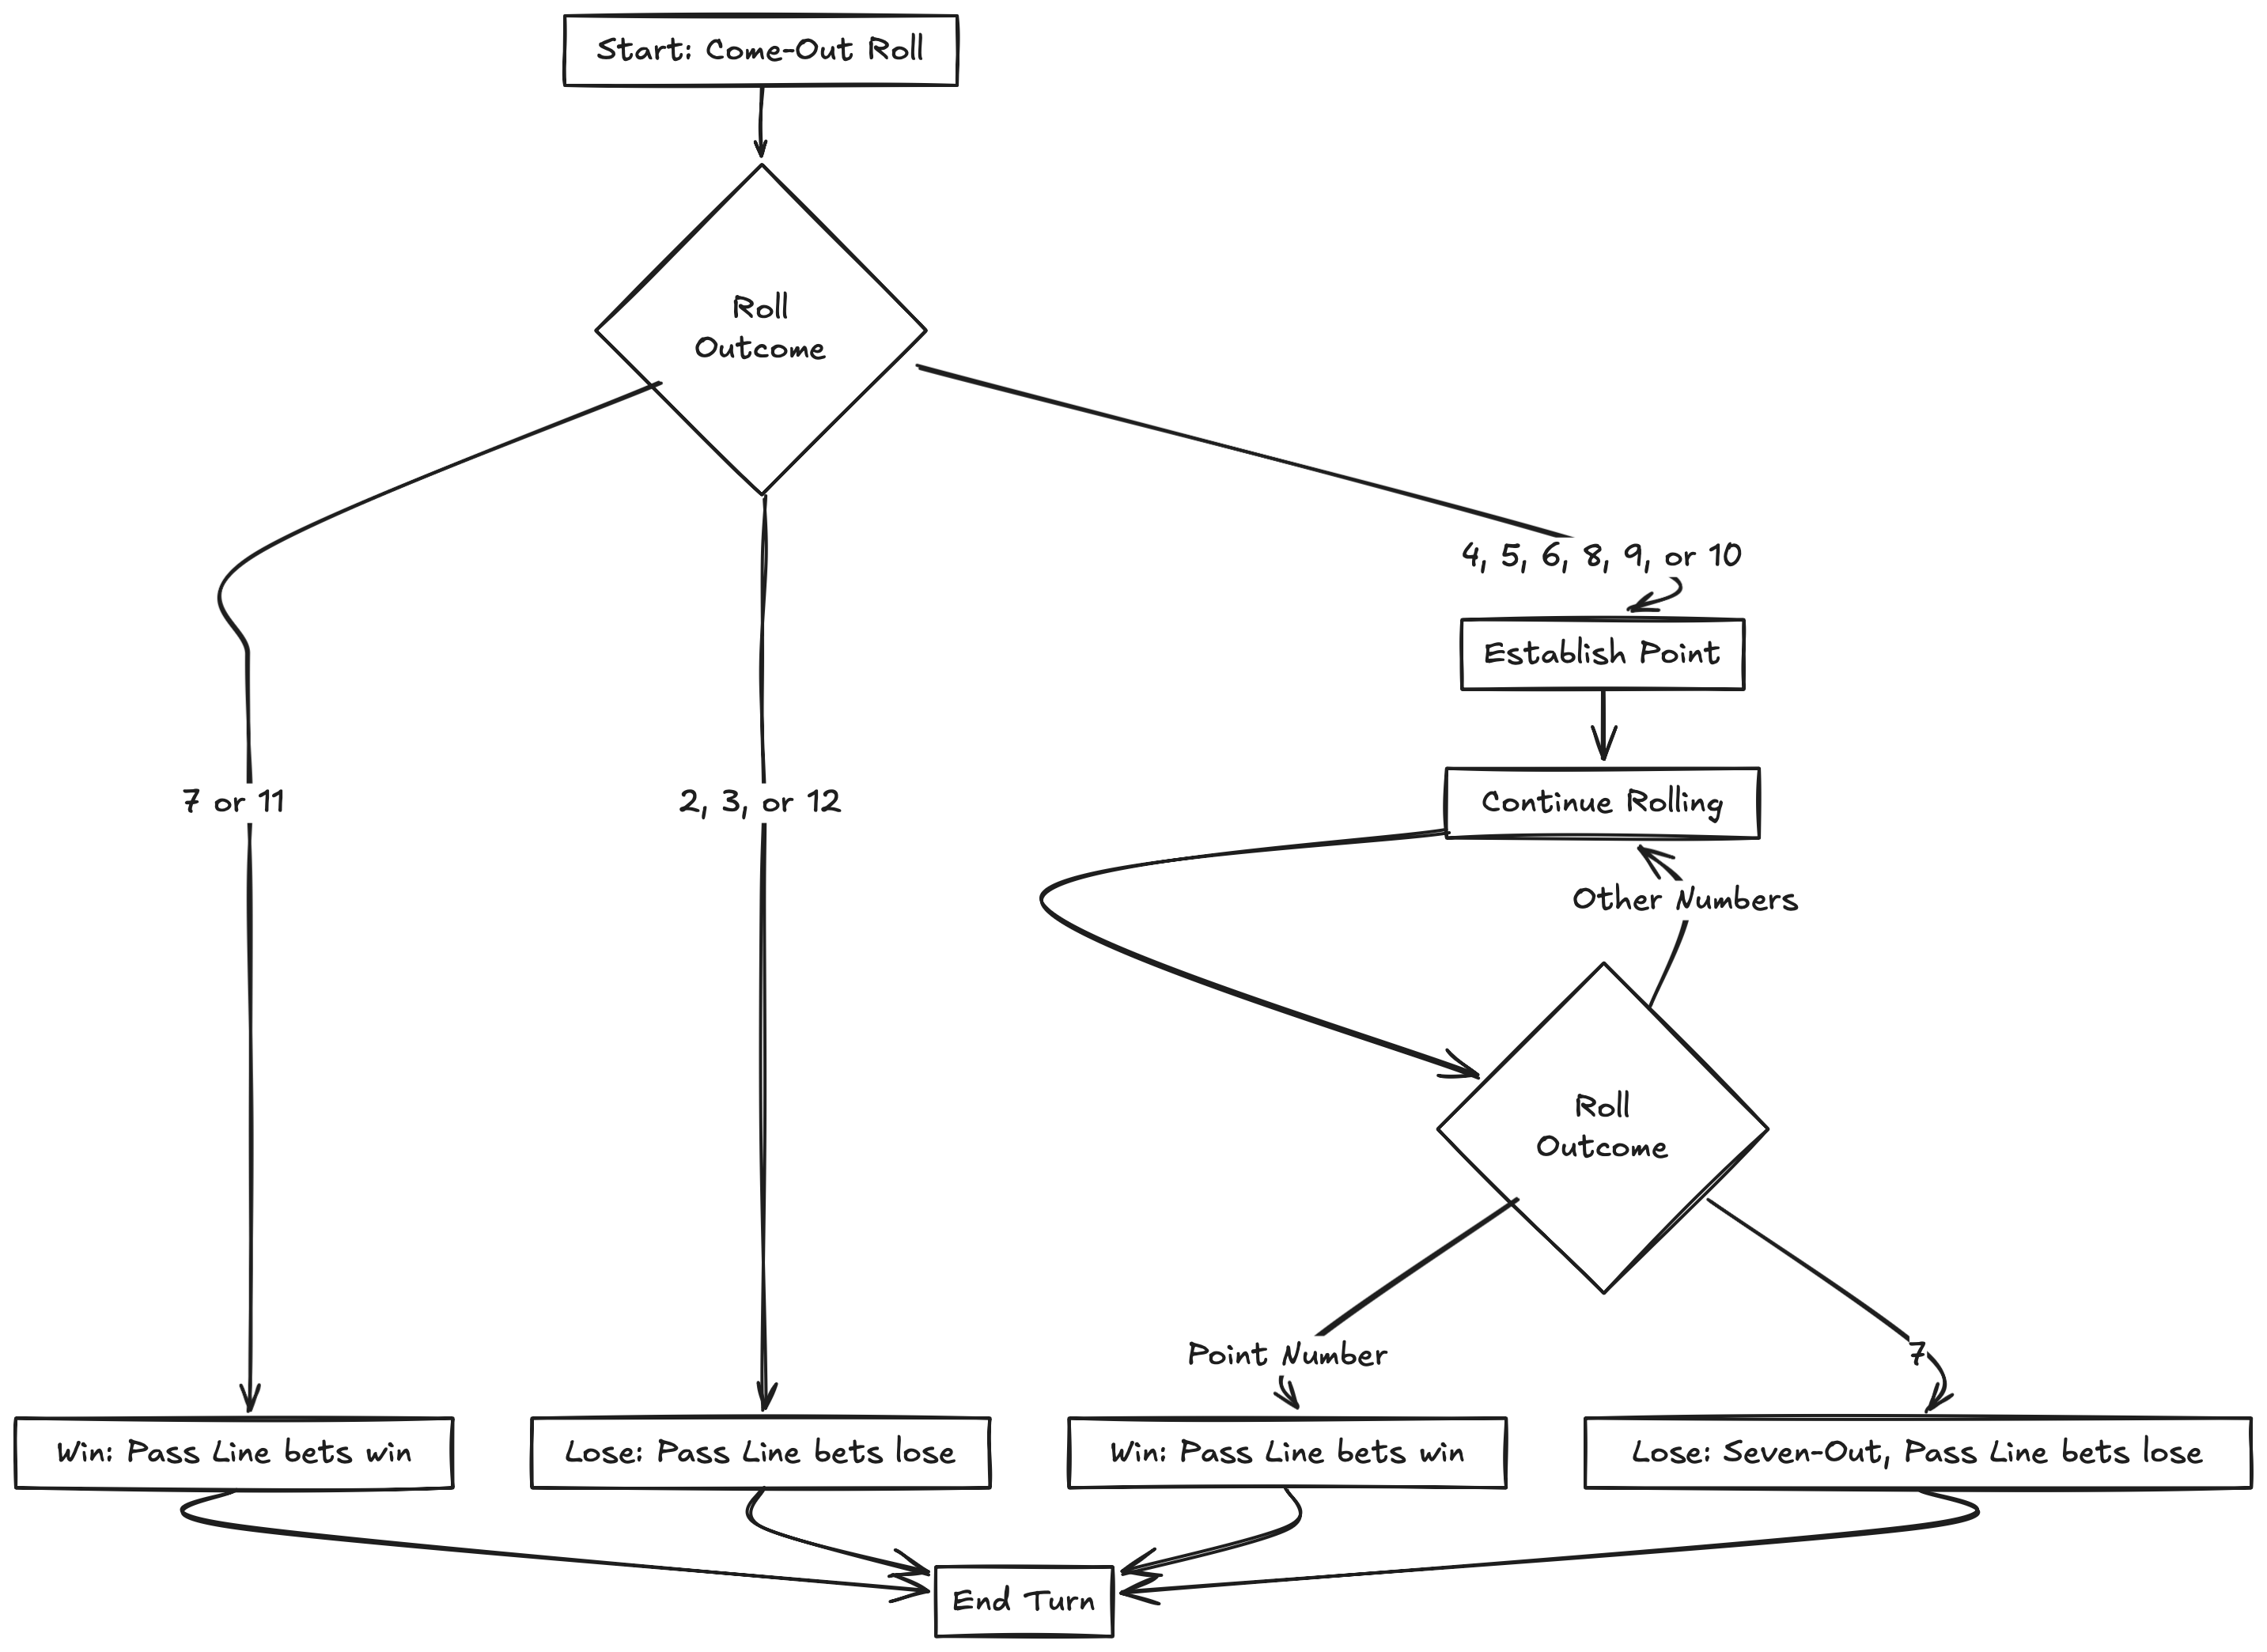 Start: Come-Out Roll
Roll
Outcome
4, 5, 6, 8, 9, or 10
Establish Point
7 or 11
2, 3, or 12
Continue Rolling
Other Numbers
Roll
Outcome
Point Number
7
Win: Pass Line bets win
Lose: Pass Line bets lose
Win: Pass Line bets win
Lose: Seven-Out, Pass Line bets lose
End Turn